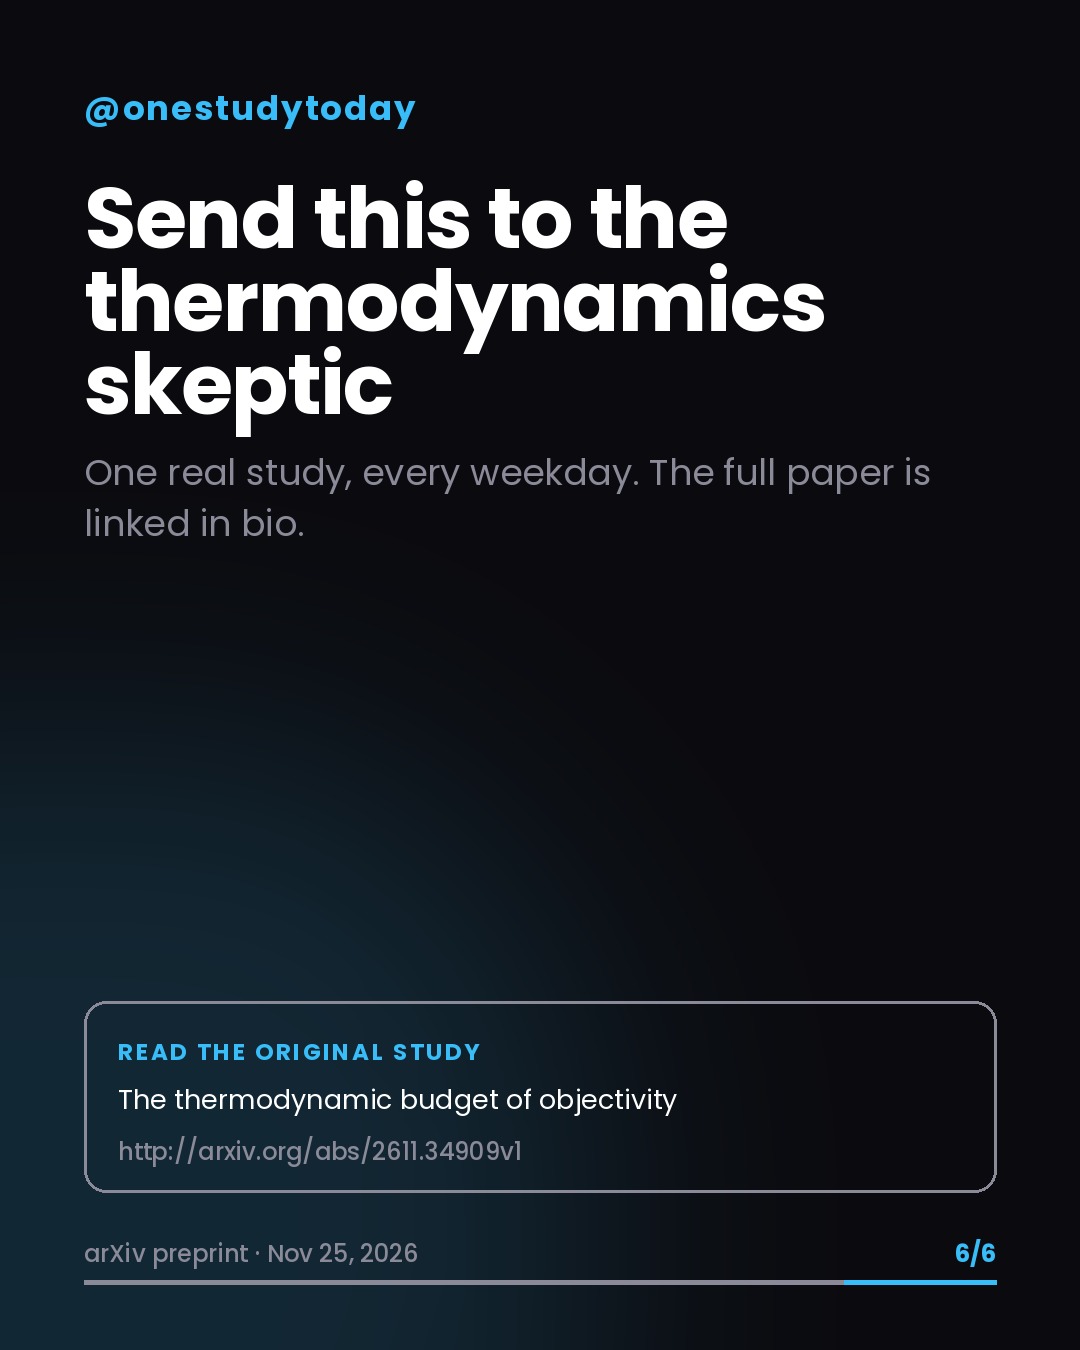 @onestudytoday
Send this to the
thermodynamics
skeptic
One real study, every weekday. The full paper is
linked in bio.
READ THE ORIGINAL STUDY
The thermodynamic budget of objectivity
http://arxiv.org/abs/2611.34909v1
arXiv preprint · Nov 25, 2026
6/6